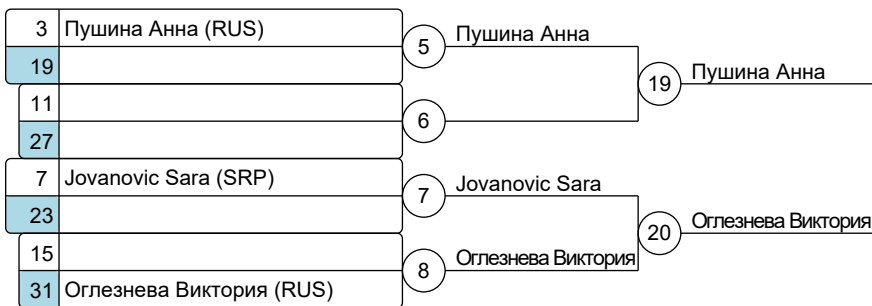 3 Пушина Анна (RUS)
19
11
27
7 Jovanovic Sara (SRP)
23
15
31 Оглезнева Виктория (RUS)
5 Пушина Анна
6
7 Jovanovic Sara
8 Оглезнева Виктория
19 Пушина Анна
20 Оглезнева Виктория